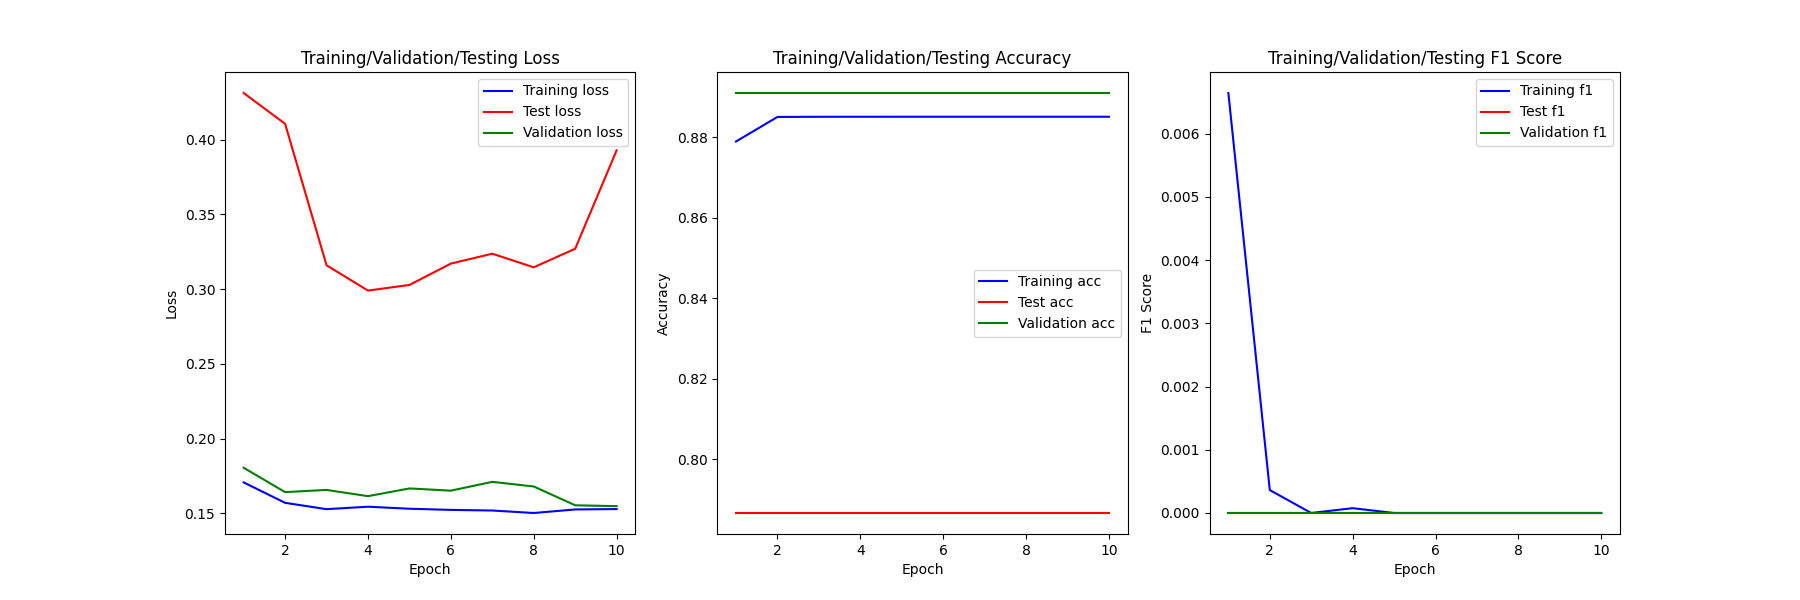 Training/Validation/Testing Loss
Training loss
Test loss
Validation loss
0.40
0.35
0.30
0.25
0.20
0.15
Loss
2 4 6 8 10
Epoch
Training/Validation/Testing Accuracy
0.88
0.86
0.84
0.82
0.80
Accuracy
Training acc
Test acc
Validation acc
2 4 6 8 10
Epoch
Training/Validation/Testing F1 Score
Training f1
Test f1
Validation f1
0.006
0.005
0.004
0.003
0.002
0.001
0.000
F1 Score
2 4 6 8 10
Epoch